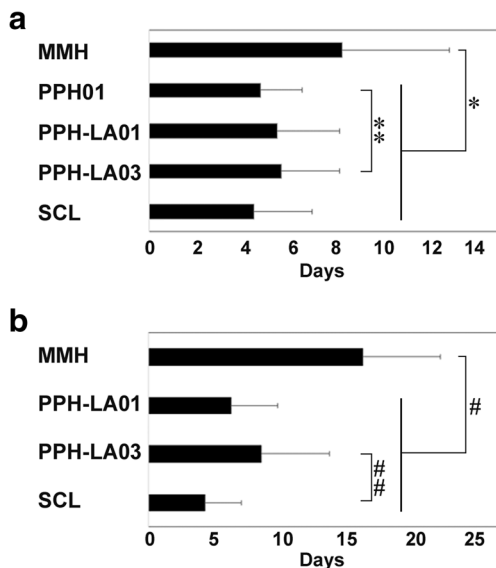 a
MMH
PPH01
PPH-LA01
PPH-LA03
SCL
*
**
0 2 4 6 8 10 12 14
Days
b
MMH
PPH-LA01
PPH-LA03
SCL
#
##
0 5 10 15 20 25
Days